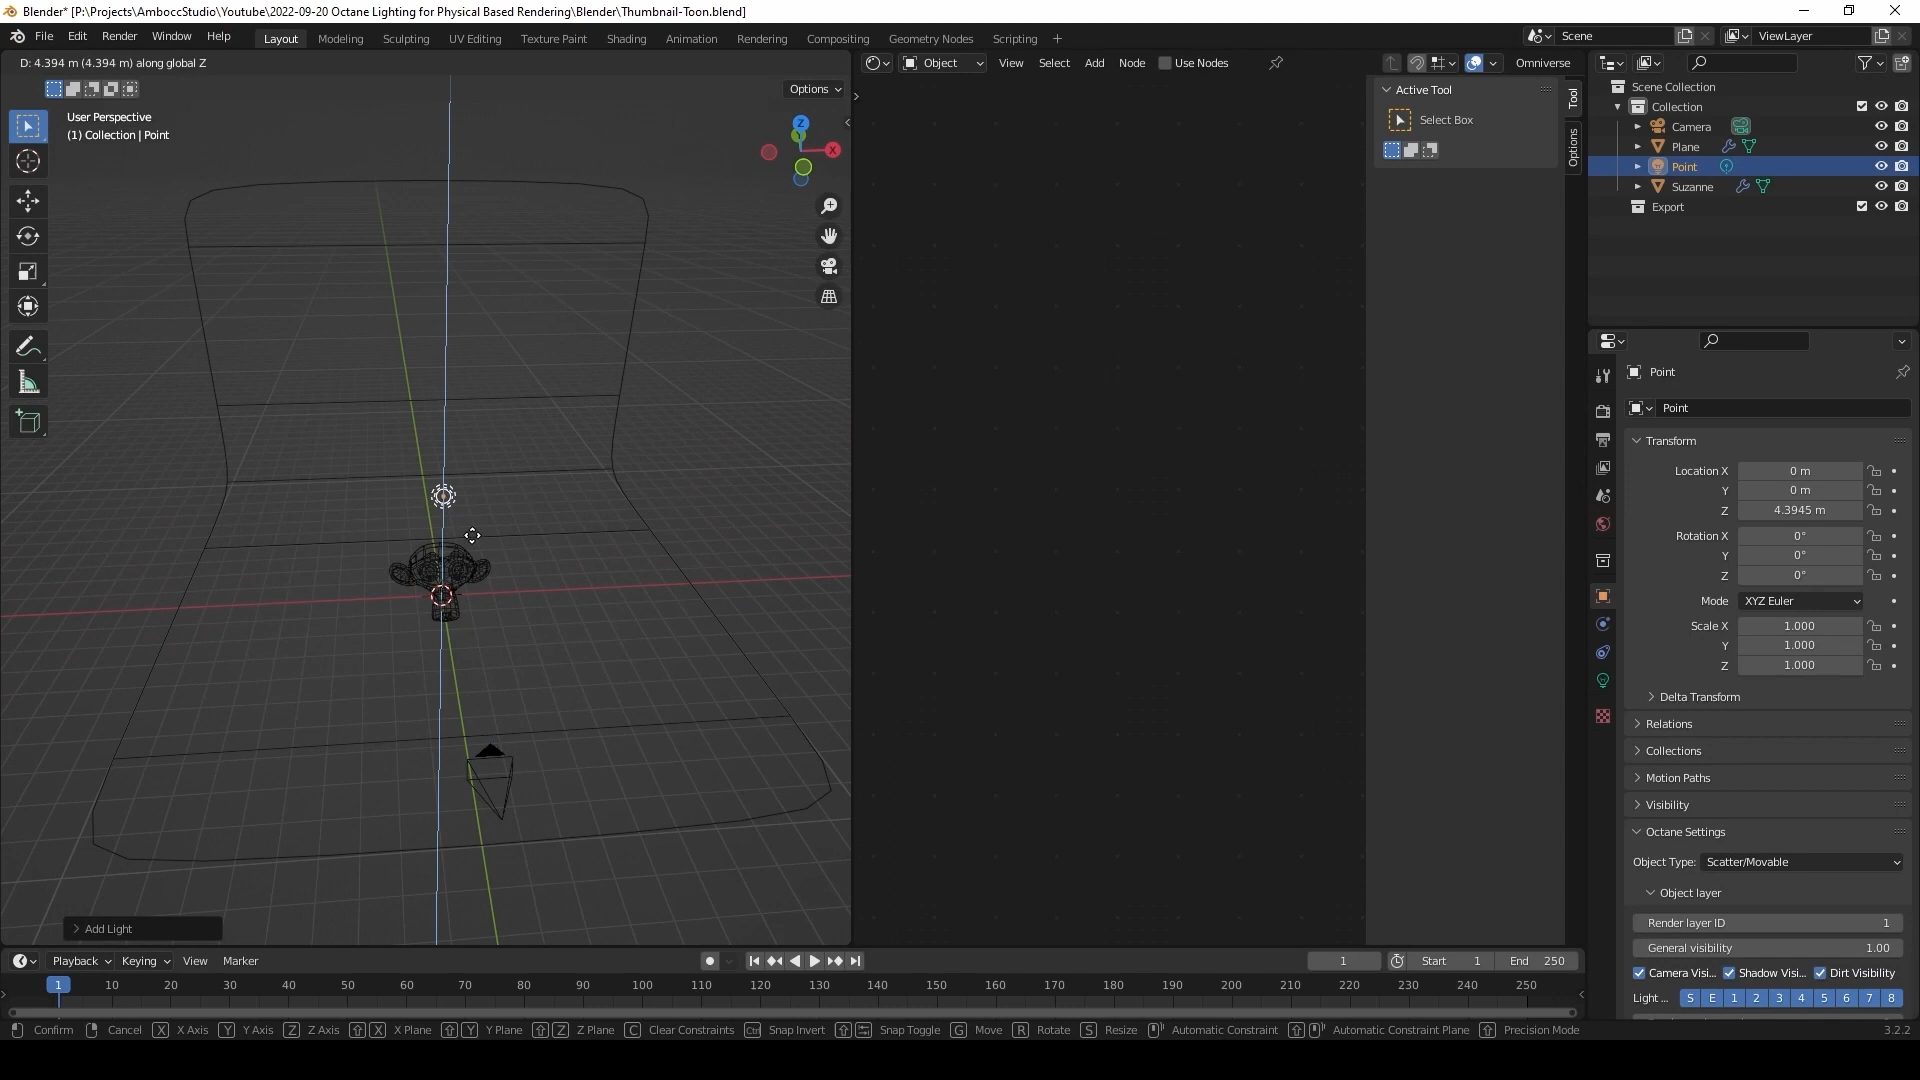 Blender* [P:\Projects\AmboccStudio\Youtube\2022-09-20 Octane Lighting for Physical Based Rendering\Blender\Thumbnail-Toon.blend]
File Edit Render Window Help Layout Modeling Sculpting UV Editing Texture Paint Shading Animation Rendering Compositing Geometry Nodes Scripting + Scene ViewLayer
D: 4.394 m (4.394 m) along global Z
Object View Select Add Node Use Nodes Omniverse
Options
User Perspective
(1) Collection | Point
Z
X
Add Light
Active Tool
Select Box
Tool
Options
Scene Collection
Collection
Camera
Plane
Point
Suzanne
Export
Point
Point
Transform
Location X 0 m
Y 0 m
Z 4.3945 m
Rotation X 0°
Y 0°
Z 0°
Mode XYZ Euler
Scale X 1.000
Y 1.000
Z 1.000
Delta Transform
Relations
Collections
Motion Paths
Visibility
Octane Settings
Object Type: Scatter/Movable
Object layer
Render layer ID 1
General visibility 1.00
Camera Visi... Shadow Visi... Dirt Visibility
Light ... S E 1 2 3 4 5 6 7 8
Playback Keying View Marker 1 Start 1 End 250
1 10 20 30 40 50 60 70 80 90 100 110 120 130 140 150 160 170 180 190 200 210 220 230 240 250
Confirm Cancel X X Axis Y Y Axis Z Z Axis X X Plane Y Y Plane Z Z Plane C Clear Constraints Ctrl Snap Invert Snap Toggle G Move R Rotate S Resize Automatic Constraint Automatic Constraint Plane Precision Mode 3.2.2